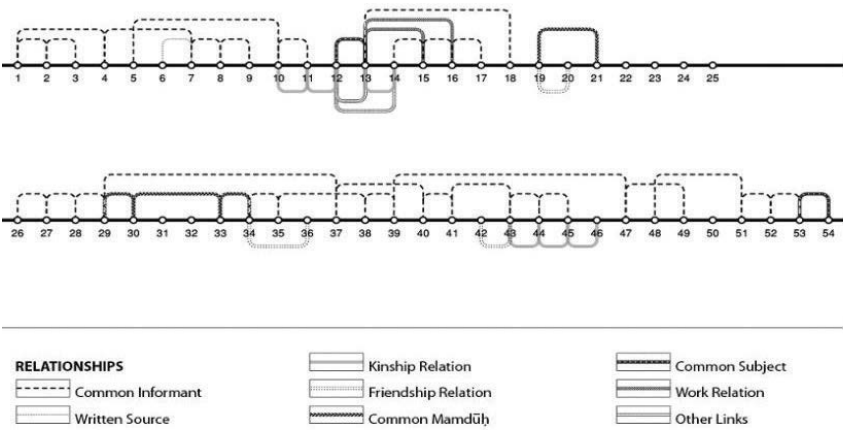 1 2 3 4 5 6 7 8 9 10 11 12 13 14 15 16 17 18 19 20 21 22 23 24 25
26 27 28 29 30 31 32 33 34 35 36 37 38 39 40 41 42 43 44 45 46 47 48 49 50 51 52 53 54
RELATIONSHIPS
Common Informant
Written Source
Kinship Relation
Friendship Relation
Common Mamdūḥ
Common Subject
Work Relation
Other Links